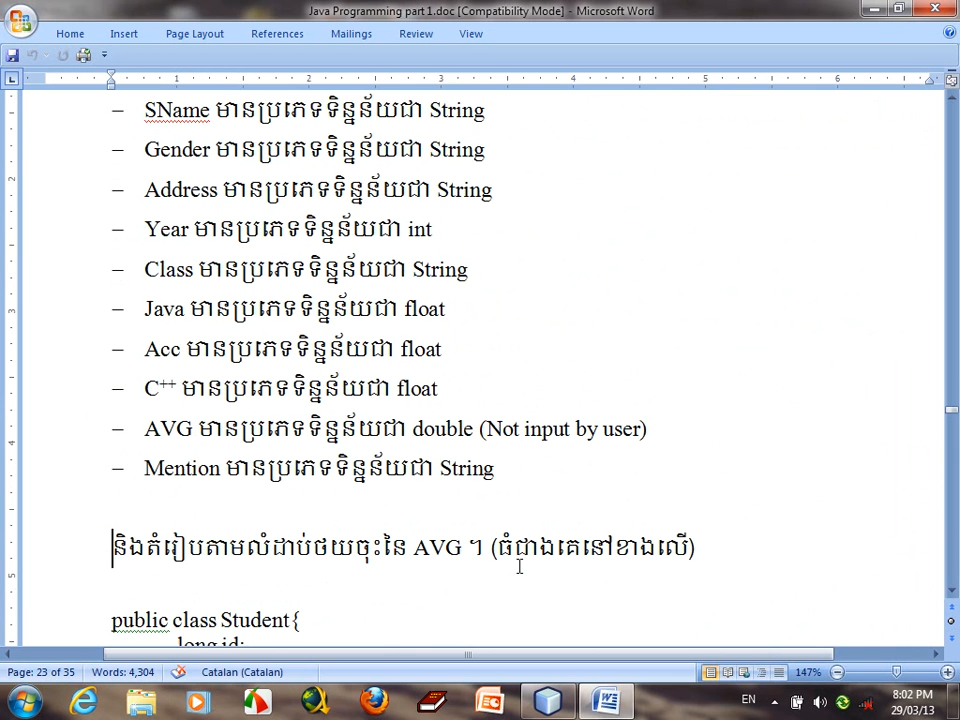 Java Programming part 1.doc [Compatibility Mode] - Microsoft Word
Home Insert Page Layout References Mailings Review View
1 2 3 4 5 6
– SName មានប្រភេទទិន្នន័យជា String
– Gender មានប្រភេទទិន្នន័យជា String
– Address មានប្រភេទទិន្នន័យជា String
– Year មានប្រភេទទិន្នន័យជា int
– Class មានប្រភេទទិន្នន័យជា String
– Java មានប្រភេទទិន្នន័យជា float
– Acc មានប្រភេទទិន្នន័យជា float
– C++ មានប្រភេទទិន្នន័យជា float
– AVG មានប្រភេទទិន្នន័យជា double (Not input by user)
– Mention មានប្រភេទទិន្នន័យជា String
និងតំរៀបតាមលំដាប់ថយចុះនៃ AVG ។ (ធំជាងគេនៅខាងលើ)
public class Student{
long id;
Page: 23 of 35 Words: 4,304 Catalan (Catalan) 147%
EN 8:02 PM
29/03/13